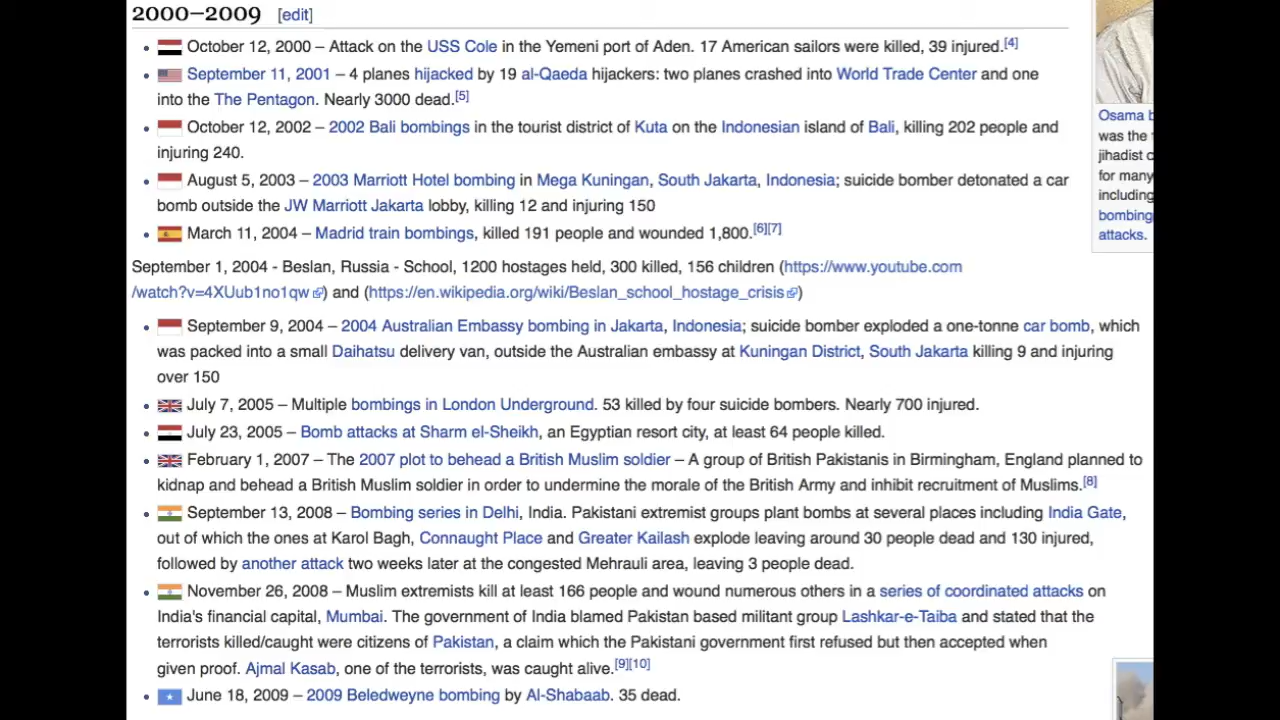 2000–2009 [edit]
October 12, 2000 – Attack on the USS Cole in the Yemeni port of Aden. 17 American sailors were killed, 39 injured.[4]
September 11, 2001 – 4 planes hijacked by 19 al-Qaeda hijackers: two planes crashed into World Trade Center and one
into the The Pentagon. Nearly 3000 dead.[5]
October 12, 2002 – 2002 Bali bombings in the tourist district of Kuta on the Indonesian island of Bali, killing 202 people and
injuring 240.
August 5, 2003 – 2003 Marriott Hotel bombing in Mega Kuningan, South Jakarta, Indonesia; suicide bomber detonated a car
bomb outside the JW Marriott Jakarta lobby, killing 12 and injuring 150
March 11, 2004 – Madrid train bombings, killed 191 people and wounded 1,800.[6][7]
September 1, 2004 - Beslan, Russia - School, 1200 hostages held, 300 killed, 156 children (https://www.youtube.com
/watch?v=4XUub1no1qw) and (https://en.wikipedia.org/wiki/Beslan_school_hostage_crisis)
September 9, 2004 – 2004 Australian Embassy bombing in Jakarta, Indonesia; suicide bomber exploded a one-tonne car bomb, which
was packed into a small Daihatsu delivery van, outside the Australian embassy at Kuningan District, South Jakarta killing 9 and injuring
over 150
July 7, 2005 – Multiple bombings in London Underground. 53 killed by four suicide bombers. Nearly 700 injured.
July 23, 2005 – Bomb attacks at Sharm el-Sheikh, an Egyptian resort city, at least 64 people killed.
February 1, 2007 – The 2007 plot to behead a British Muslim soldier – A group of British Pakistanis in Birmingham, England planned to
kidnap and behead a British Muslim soldier in order to undermine the morale of the British Army and inhibit recruitment of Muslims.[8]
September 13, 2008 – Bombing series in Delhi, India. Pakistani extremist groups plant bombs at several places including India Gate,
out of which the ones at Karol Bagh, Connaught Place and Greater Kailash explode leaving around 30 people dead and 130 injured,
followed by another attack two weeks later at the congested Mehrauli area, leaving 3 people dead.
November 26, 2008 – Muslim extremists kill at least 166 people and wound numerous others in a series of coordinated attacks on
India's financial capital, Mumbai. The government of India blamed Pakistan based militant group Lashkar-e-Taiba and stated that the
terrorists killed/caught were citizens of Pakistan, a claim which the Pakistani government first refused but then accepted when
given proof. Ajmal Kasab, one of the terrorists, was caught alive.[9][10]
June 18, 2009 – 2009 Beledweyne bombing by Al-Shabaab. 35 dead.
Osama
was the
jihadist
for many
including
bombing
attacks.